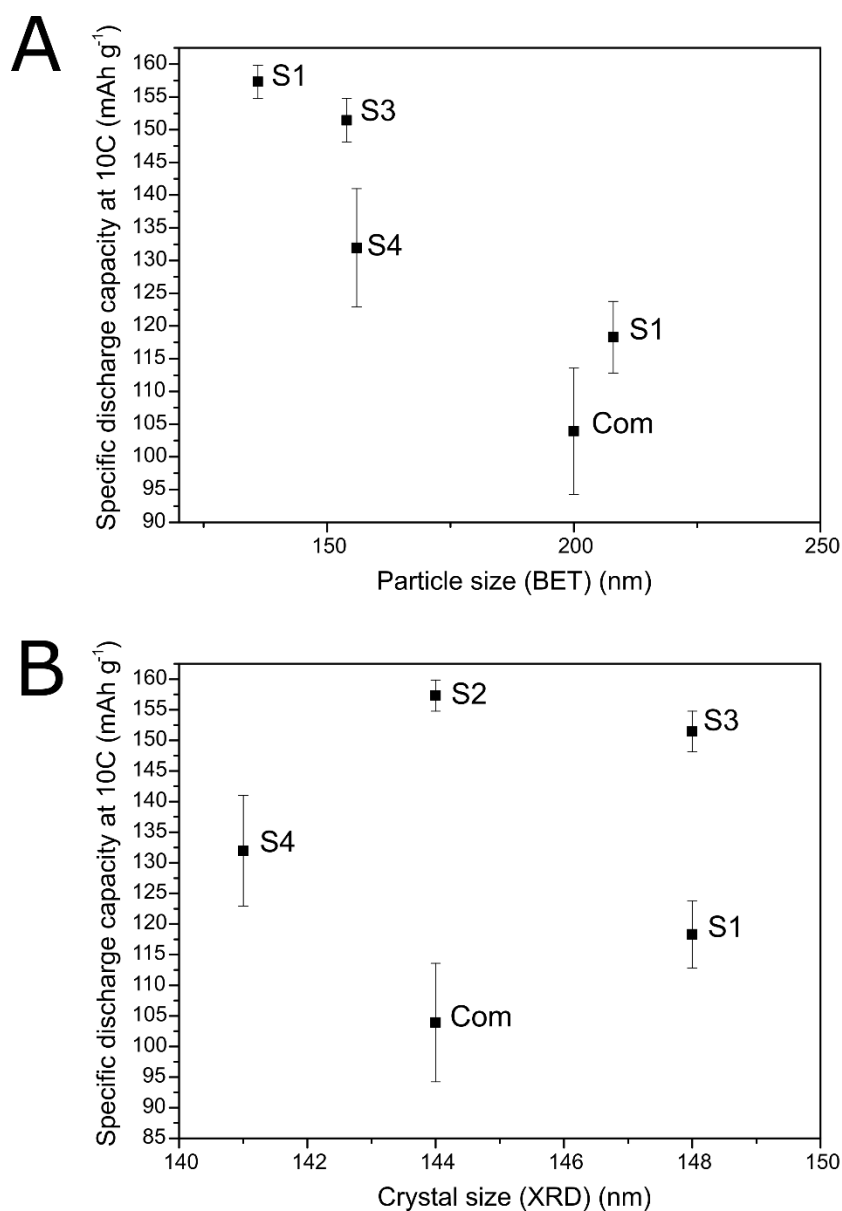 A
160
155
150
145
140
135
130
125
120
115
110
105
100
95
90
Specific discharge capacity at 10C (mAh g⁻¹)
S1
S3
S4
S1
Com
150
200
250
Particle size (BET) (nm)
B
160
155
150
145
140
135
130
125
120
115
110
105
100
95
90
85
Specific discharge capacity at 10C (mAh g⁻¹)
S2
S3
S4
S1
Com
140
142
144
146
148
150
Crystal size (XRD) (nm)